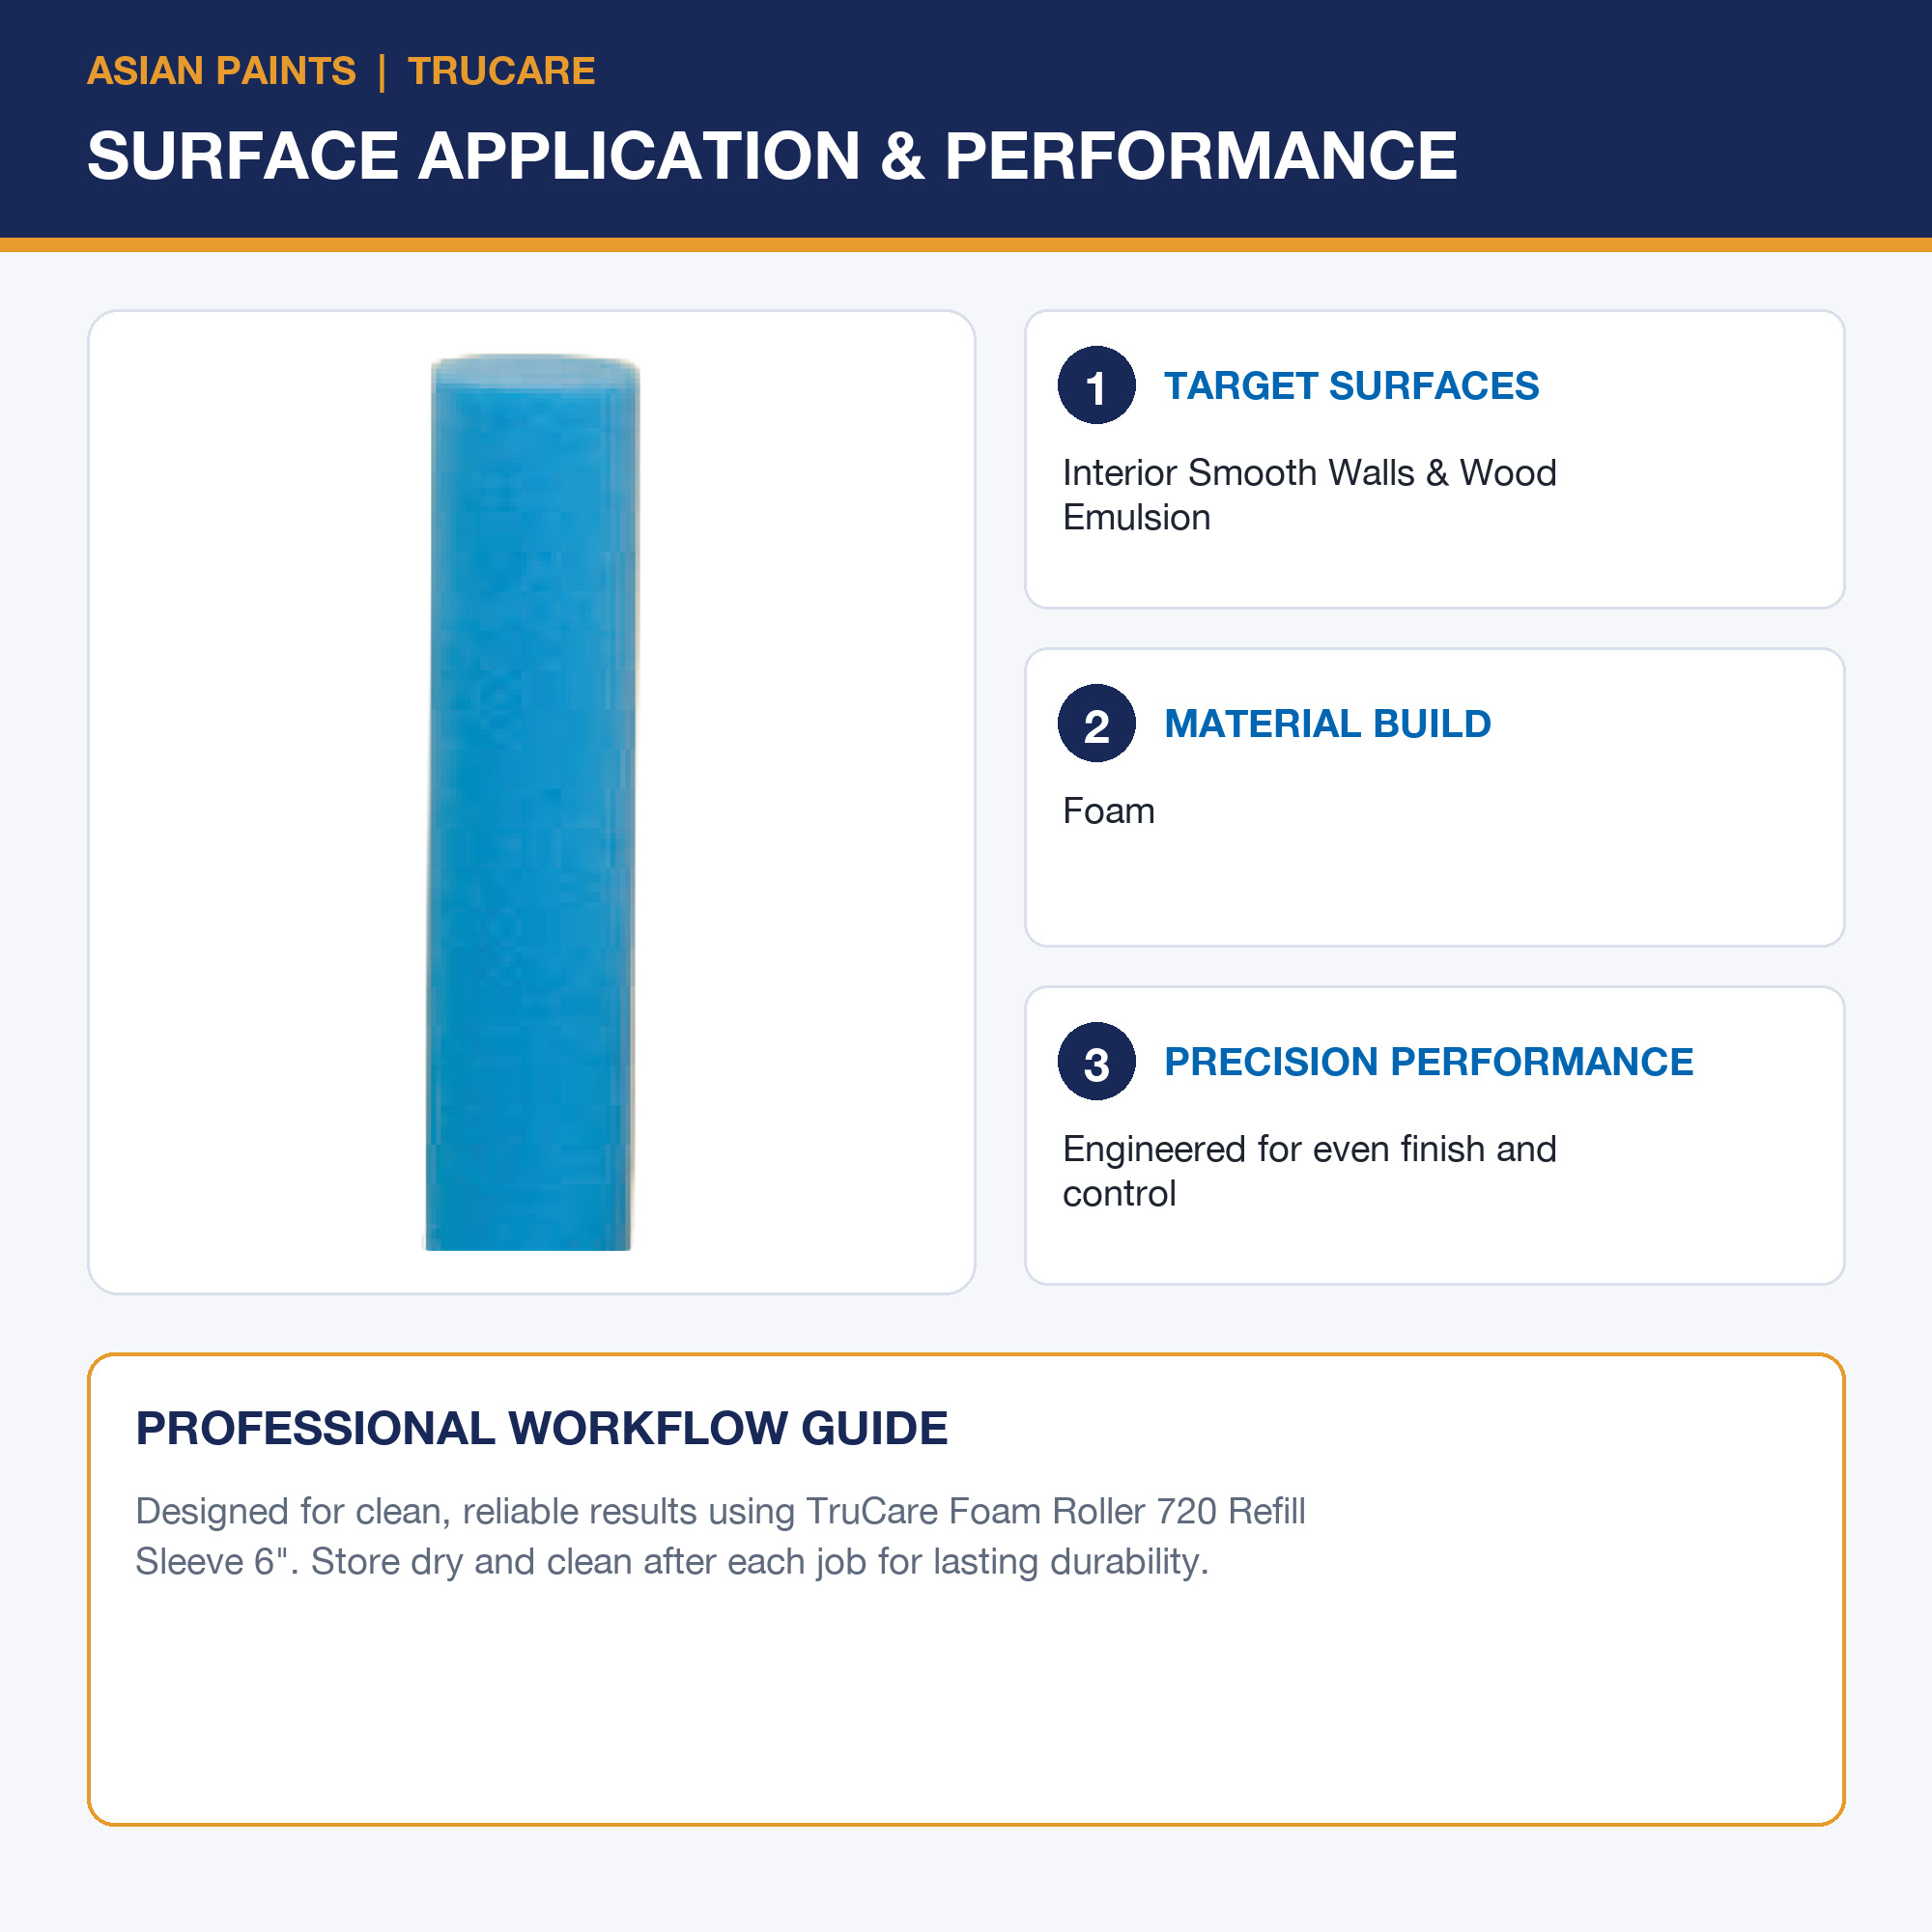 ASIAN PAINTS | TRUCARE
SURFACE APPLICATION & PERFORMANCE
1 TARGET SURFACES
Interior Smooth Walls & Wood
Emulsion
2 MATERIAL BUILD
Foam
3 PRECISION PERFORMANCE
Engineered for even finish and
control
PROFESSIONAL WORKFLOW GUIDE
Designed for clean, reliable results using TruCare Foam Roller 720 Refill
Sleeve 6". Store dry and clean after each job for lasting durability.